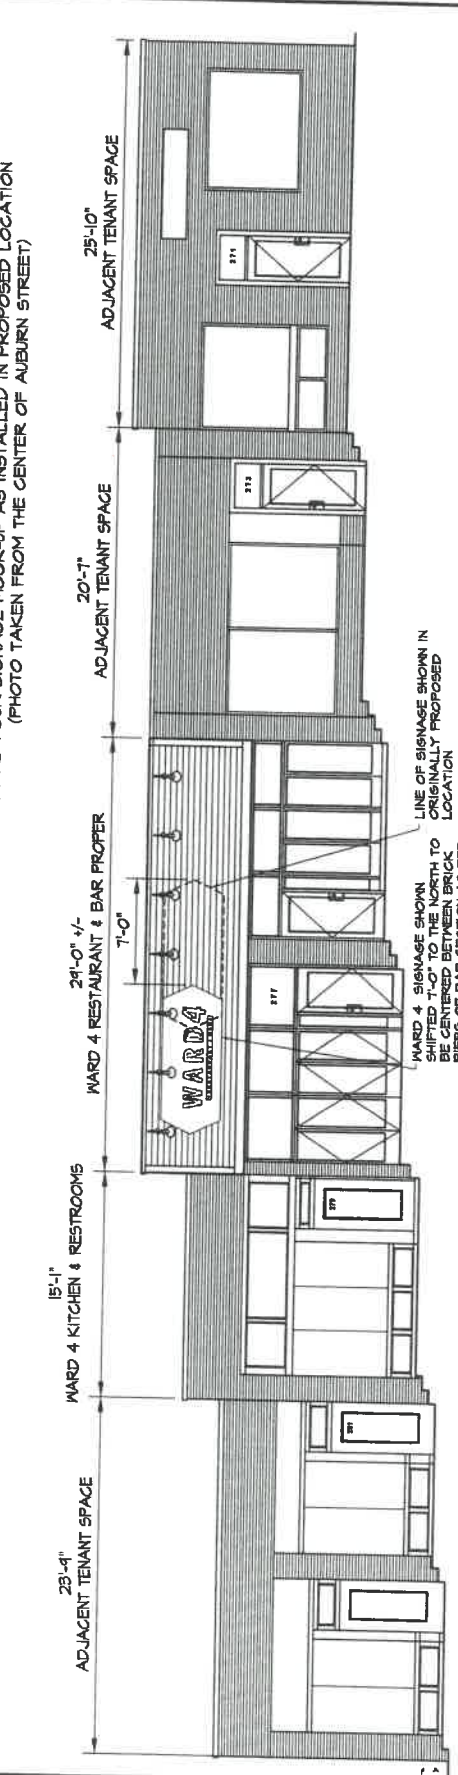 (PHOTO TAKEN FROM THE CENTER OF AUBURN STREET)
23'-9"
ADJACENT TENANT SPACE
15'-1"
WARD 4 KITCHEN & RESTROOMS
29'-0" +/-
WARD 4 RESTAURANT & BAR PROPER
7'-0"
20'-7"
ADJACENT TENANT SPACE
25'-10"
ADJACENT TENANT SPACE
WARD4
281
279
277
273
271
WARD 4 SIGNAGE SHOWN
SHIFTED 7'-0" TO THE NORTH TO
BE CENTERED BETWEEN BRICK
LINE OF SIGNAGE SHOWN IN
ORIGINALLY PROPOSED
LOCATION